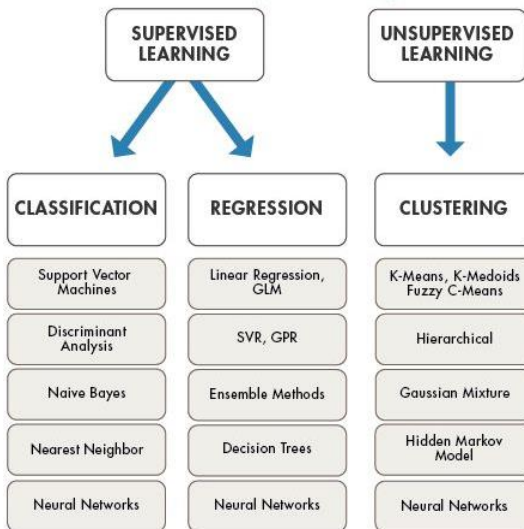 SUPERVISED
LEARNING
UNSUPERVISED
LEARNING
CLASSIFICATION
REGRESSION
CLUSTERING
Support Vector
Machines
Linear Regression,
GLM
K-Means, K-Medoids
Fuzzy C-Means
Discriminant
Analysis
SVR, GPR
Hierarchical
Naive Bayes
Ensemble Methods
Gaussian Mixture
Nearest Neighbor
Decision Trees
Hidden Markov
Model
Neural Networks
Neural Networks
Neural Networks